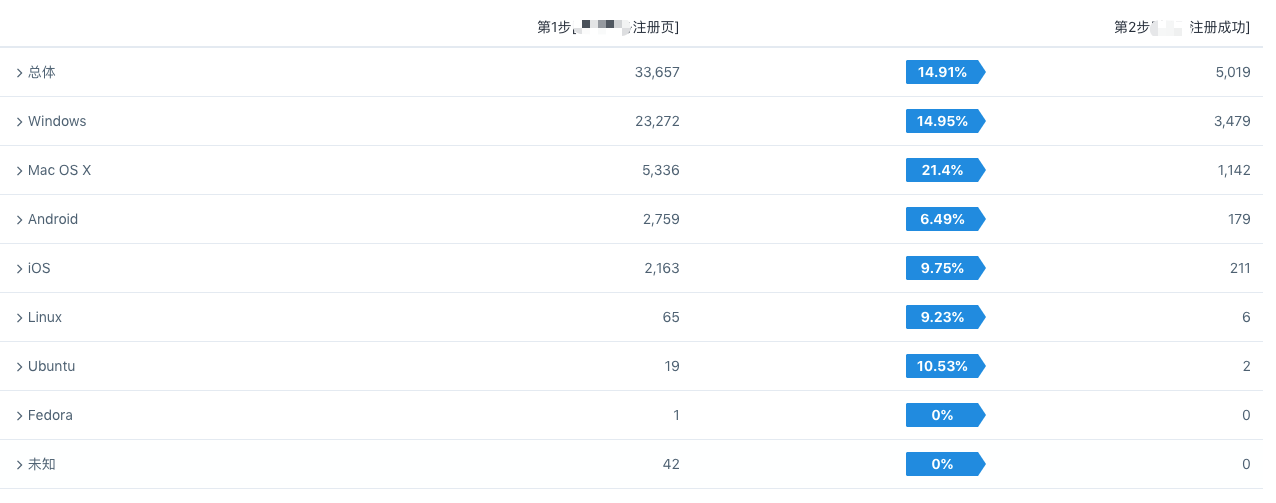 第1步[ 注册页]
第2步 注册成功]
总体 33,657 14.91% 5,019
Windows 23,272 14.95% 3,479
Mac OS X 5,336 21.4% 1,142
Android 2,759 6.49% 179
iOS 2,163 9.75% 211
Linux 65 9.23% 6
Ubuntu 19 10.53% 2
Fedora 1 0% 0
未知 42 0% 0